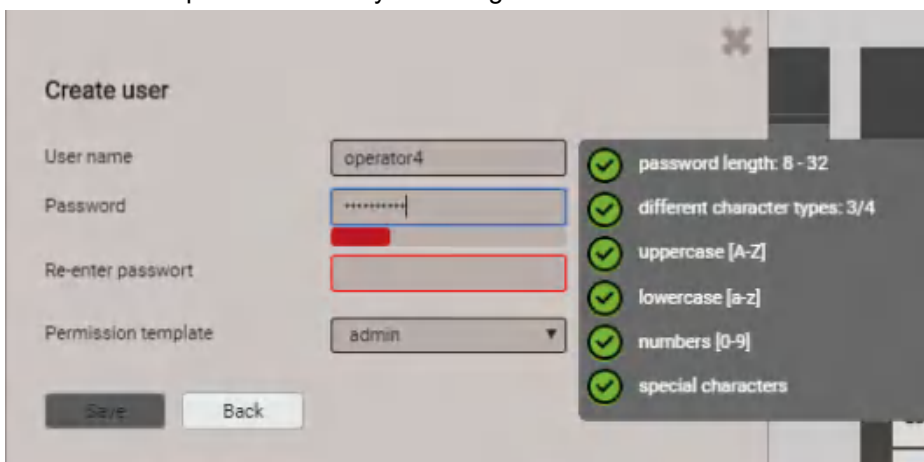 Create user
User name
operator4
password length: 8 - 32
Password
different character types: 3/4
uppercase [A-Z]
Re-enter passwort
lowercase [a-z]
Permission template
admin
numbers [0-9]
special characters
Save
Back